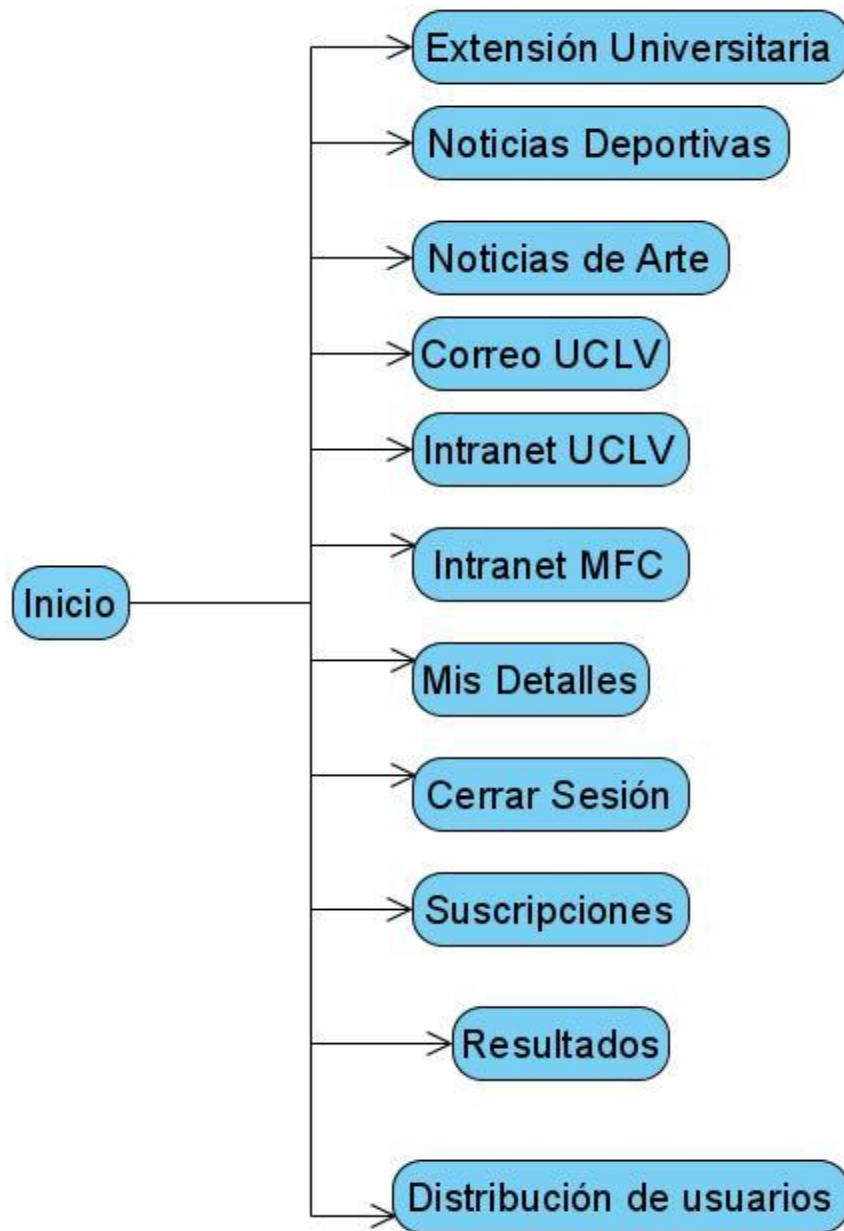 Extensión Universitaria
Noticias Deportivas
Noticias de Arte
Correo UCLV
Intranet UCLV
Intranet MFC
Inicio
Mis Detalles
Cerrar Sesión
Suscripciones
Resultados
Distribución de usuarios